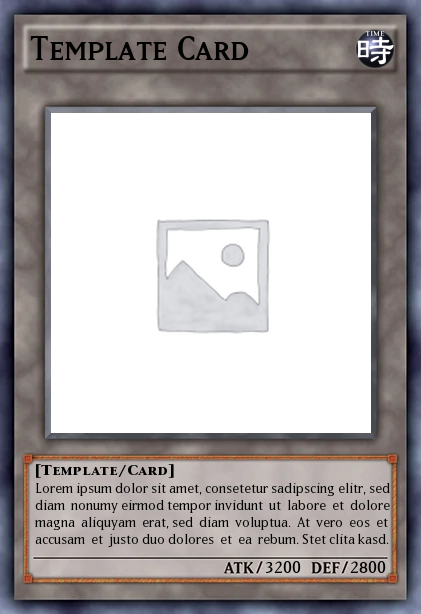 Template Card
TIME
時
[Template/Card]
Lorem ipsum dolor sit amet, consetetur sadipscing elitr, sed
diam nonumy eirmod tempor invidunt ut labore et dolore
magna aliquyam erat, sed diam voluptua. At vero eos et
accusam et justo duo dolores et ea rebum. Stet clita kasd.
ATK/3200 DEF/2800